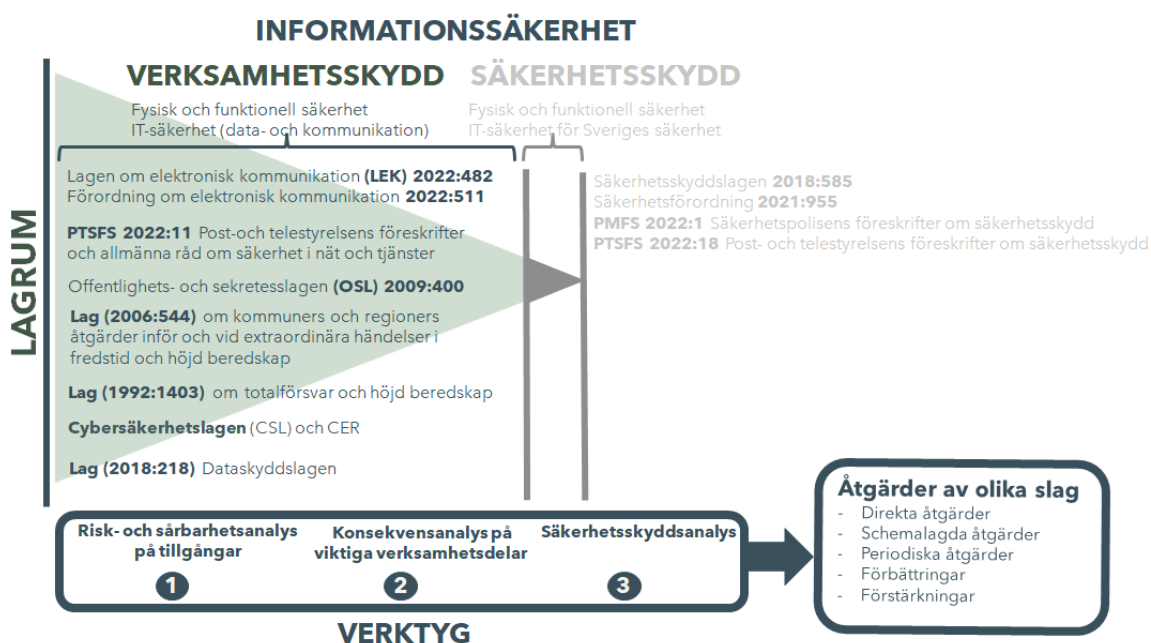 INFORMATIONSSÄKERHET
VERKSAMHETSSKYDD
Fysisk och funktionell säkerhet
IT-säkerhet (data- och kommunikation)
SÄKERHETSSKYDD
Fysisk och funktionell säkerhet
IT-säkerhet för Sveriges säkerhet
LAGRUM
Lagen om elektronisk kommunikation (LEK) 2022:482
Förordning om elektronisk kommunikation 2022:511
PTSFS 2022:11 Post-och telestyrelsens föreskrifter
och allmänna råd om säkerhet i nät och tjänster
Offentlighets- och sekretesslagen (OSL) 2009:400
Lag (2006:544) om kommuners och regioners
åtgärder inför och vid extraordinära händelser i
fredstid och höjd beredskap
Lag (1992:1403) om totalförsvar och höjd beredskap
Cybersäkerhetslagen (CSL) och CER
Lag (2018:218) Dataskyddslagen
Säkerhetsskyddslagen 2018:585
Säkerhetsförordning 2021:955
PMFS 2022:1 Säkerhetspolisens föreskrifter om säkerhetsskydd
PTSFS 2022:18 Post- och telestyrelsens föreskrifter om säkerhetsskydd
Risk- och sårbarhetsanalys
på tillgångar
1
Konsekvensanalys på
viktiga verksamhetsdelar
2
Säkerhetsskyddsanalys
3
VERKTYG
Åtgärder av olika slag
- Direkta åtgärder
- Schemalagda åtgärder
- Periodiska åtgärder
- Förbättringar
- Förstärkningar